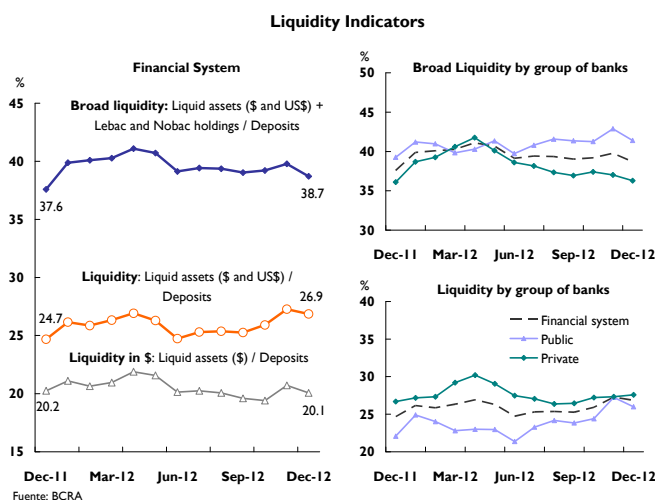 Liquidity Indicators
%
Financial System
45
40
35
30
25
20
15
Broad liquidity: Liquid assets ($ and US$) +
Lebac and Nobac holdings / Deposits
37.6
38.7
Liquidity: Liquid assets ($ and US$) /
Deposits
24.7
26.9
Liquidity in $: Liquid assets ($) / Deposits
20.2
20.1
Dec-11 Mar-12 Jun-12 Sep-12 Dec-12
Fuente: BCRA
%
Broad Liquidity by group of banks
50
45
40
35
30
Dec-11 Mar-12 Jun-12 Sep-12 Dec-12
%
Liquidity by group of banks
40
35
30
25
20
Financial system
Public
Private
Dec-11 Mar-12 Jun-12 Sep-12 Dec-12